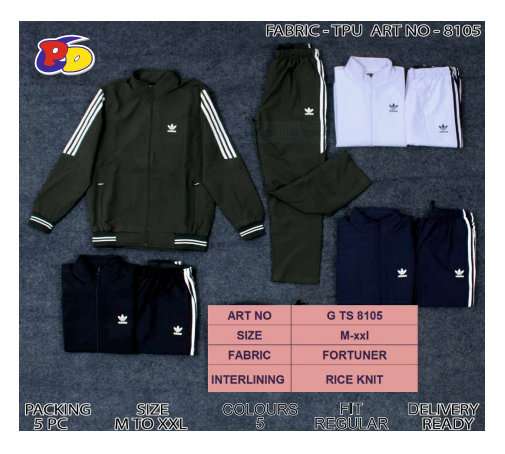 FABRIC - TPU ART NO - 8105
PD
ART NO G TS 8105
SIZE M-xxl
FABRIC FORTUNER
INTERLINING RICE KNIT
PACKING SIZE COLOURS FIT DELIVERY
5 PC M TO XXL 5 REGULAR READY